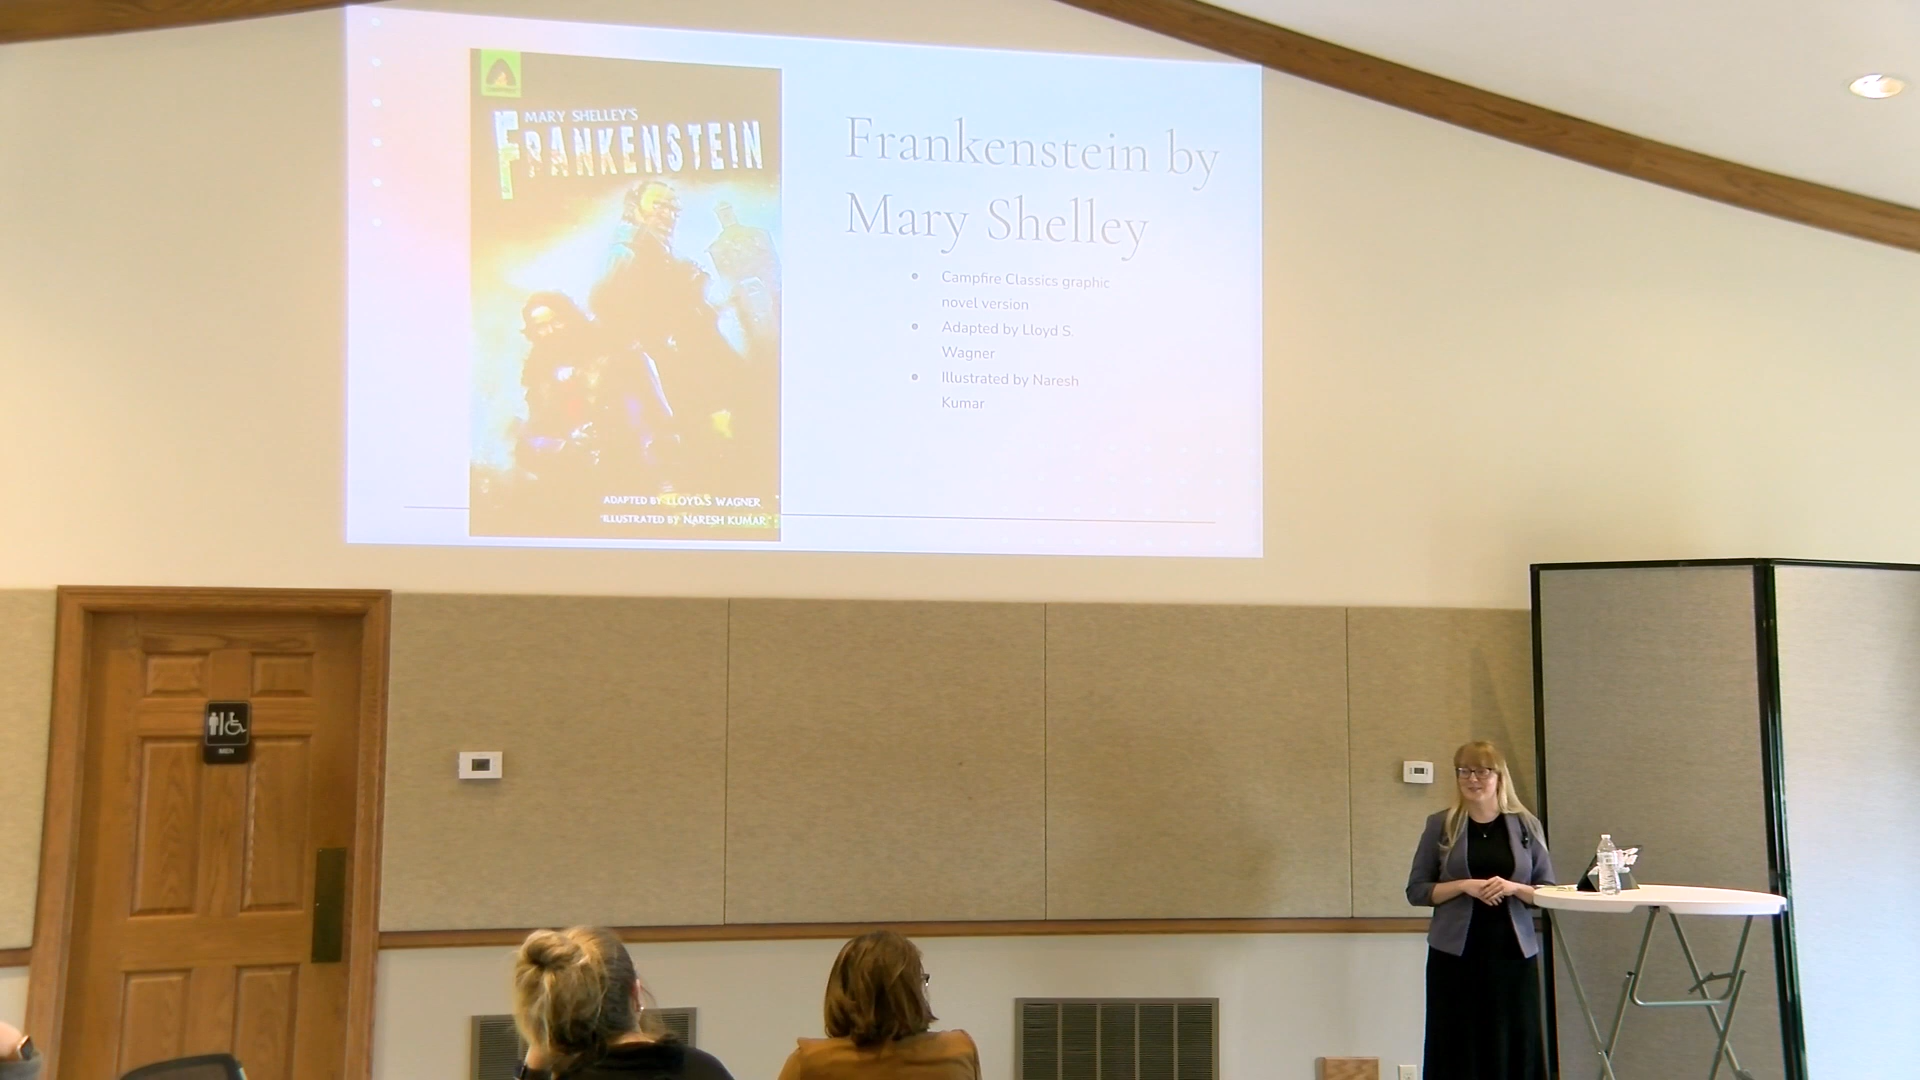 MARY SHELLEY'S
FRANKENSTEIN
ADAPTED BY LLOYD S WAGNER
ILLUSTRATED BY NARESH KUMAR
Frankenstein by
Mary Shelley
Campfire Classics graphic
novel version
Adapted by Lloyd S.
Wagner
Illustrated by Naresh
Kumar